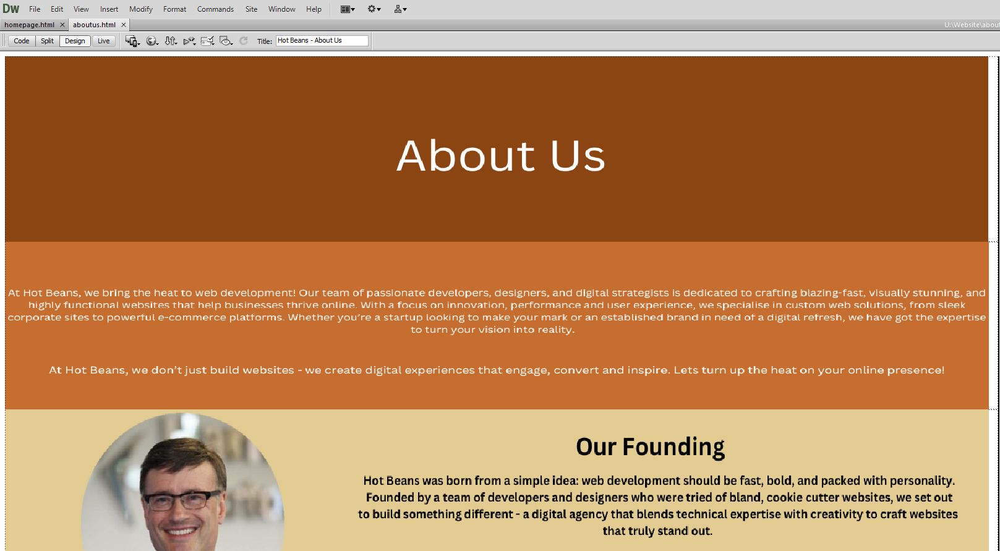 Dw File Edit View Insert Modify Format Commands Site Window Help
homepage.html × aboutus.html × U:\Website\abou
Code Split Design Live Title: Hot Beans - About Us
About Us
At Hot Beans, we bring the heat to web development! Our team of passionate developers, designers, and digital strategists is dedicated to crafting blazing-fast, visually stunning, and
highly functional websites that help businesses thrive online. With a focus on innovation, performance and user experience, we specialise in custom web solutions, from sleek
corporate sites to powerful e-commerce platforms. Whether you’re a startup looking to make your mark or an established brand in need of a digital refresh, we have got the expertise
to turn your vision into reality.
At Hot Beans, we don’t just build websites - we create digital experiences that engage, convert and inspire. Lets turn up the heat on your online presence!
Our Founding
Hot Beans was born from a simple idea: web development should be fast, bold, and packed with personality.
Founded by a team of developers and designers who were tried of bland, cookie cutter websites, we set out
to build something different - a digital agency that blends technical expertise with creativity to craft websites
that truly stand out.